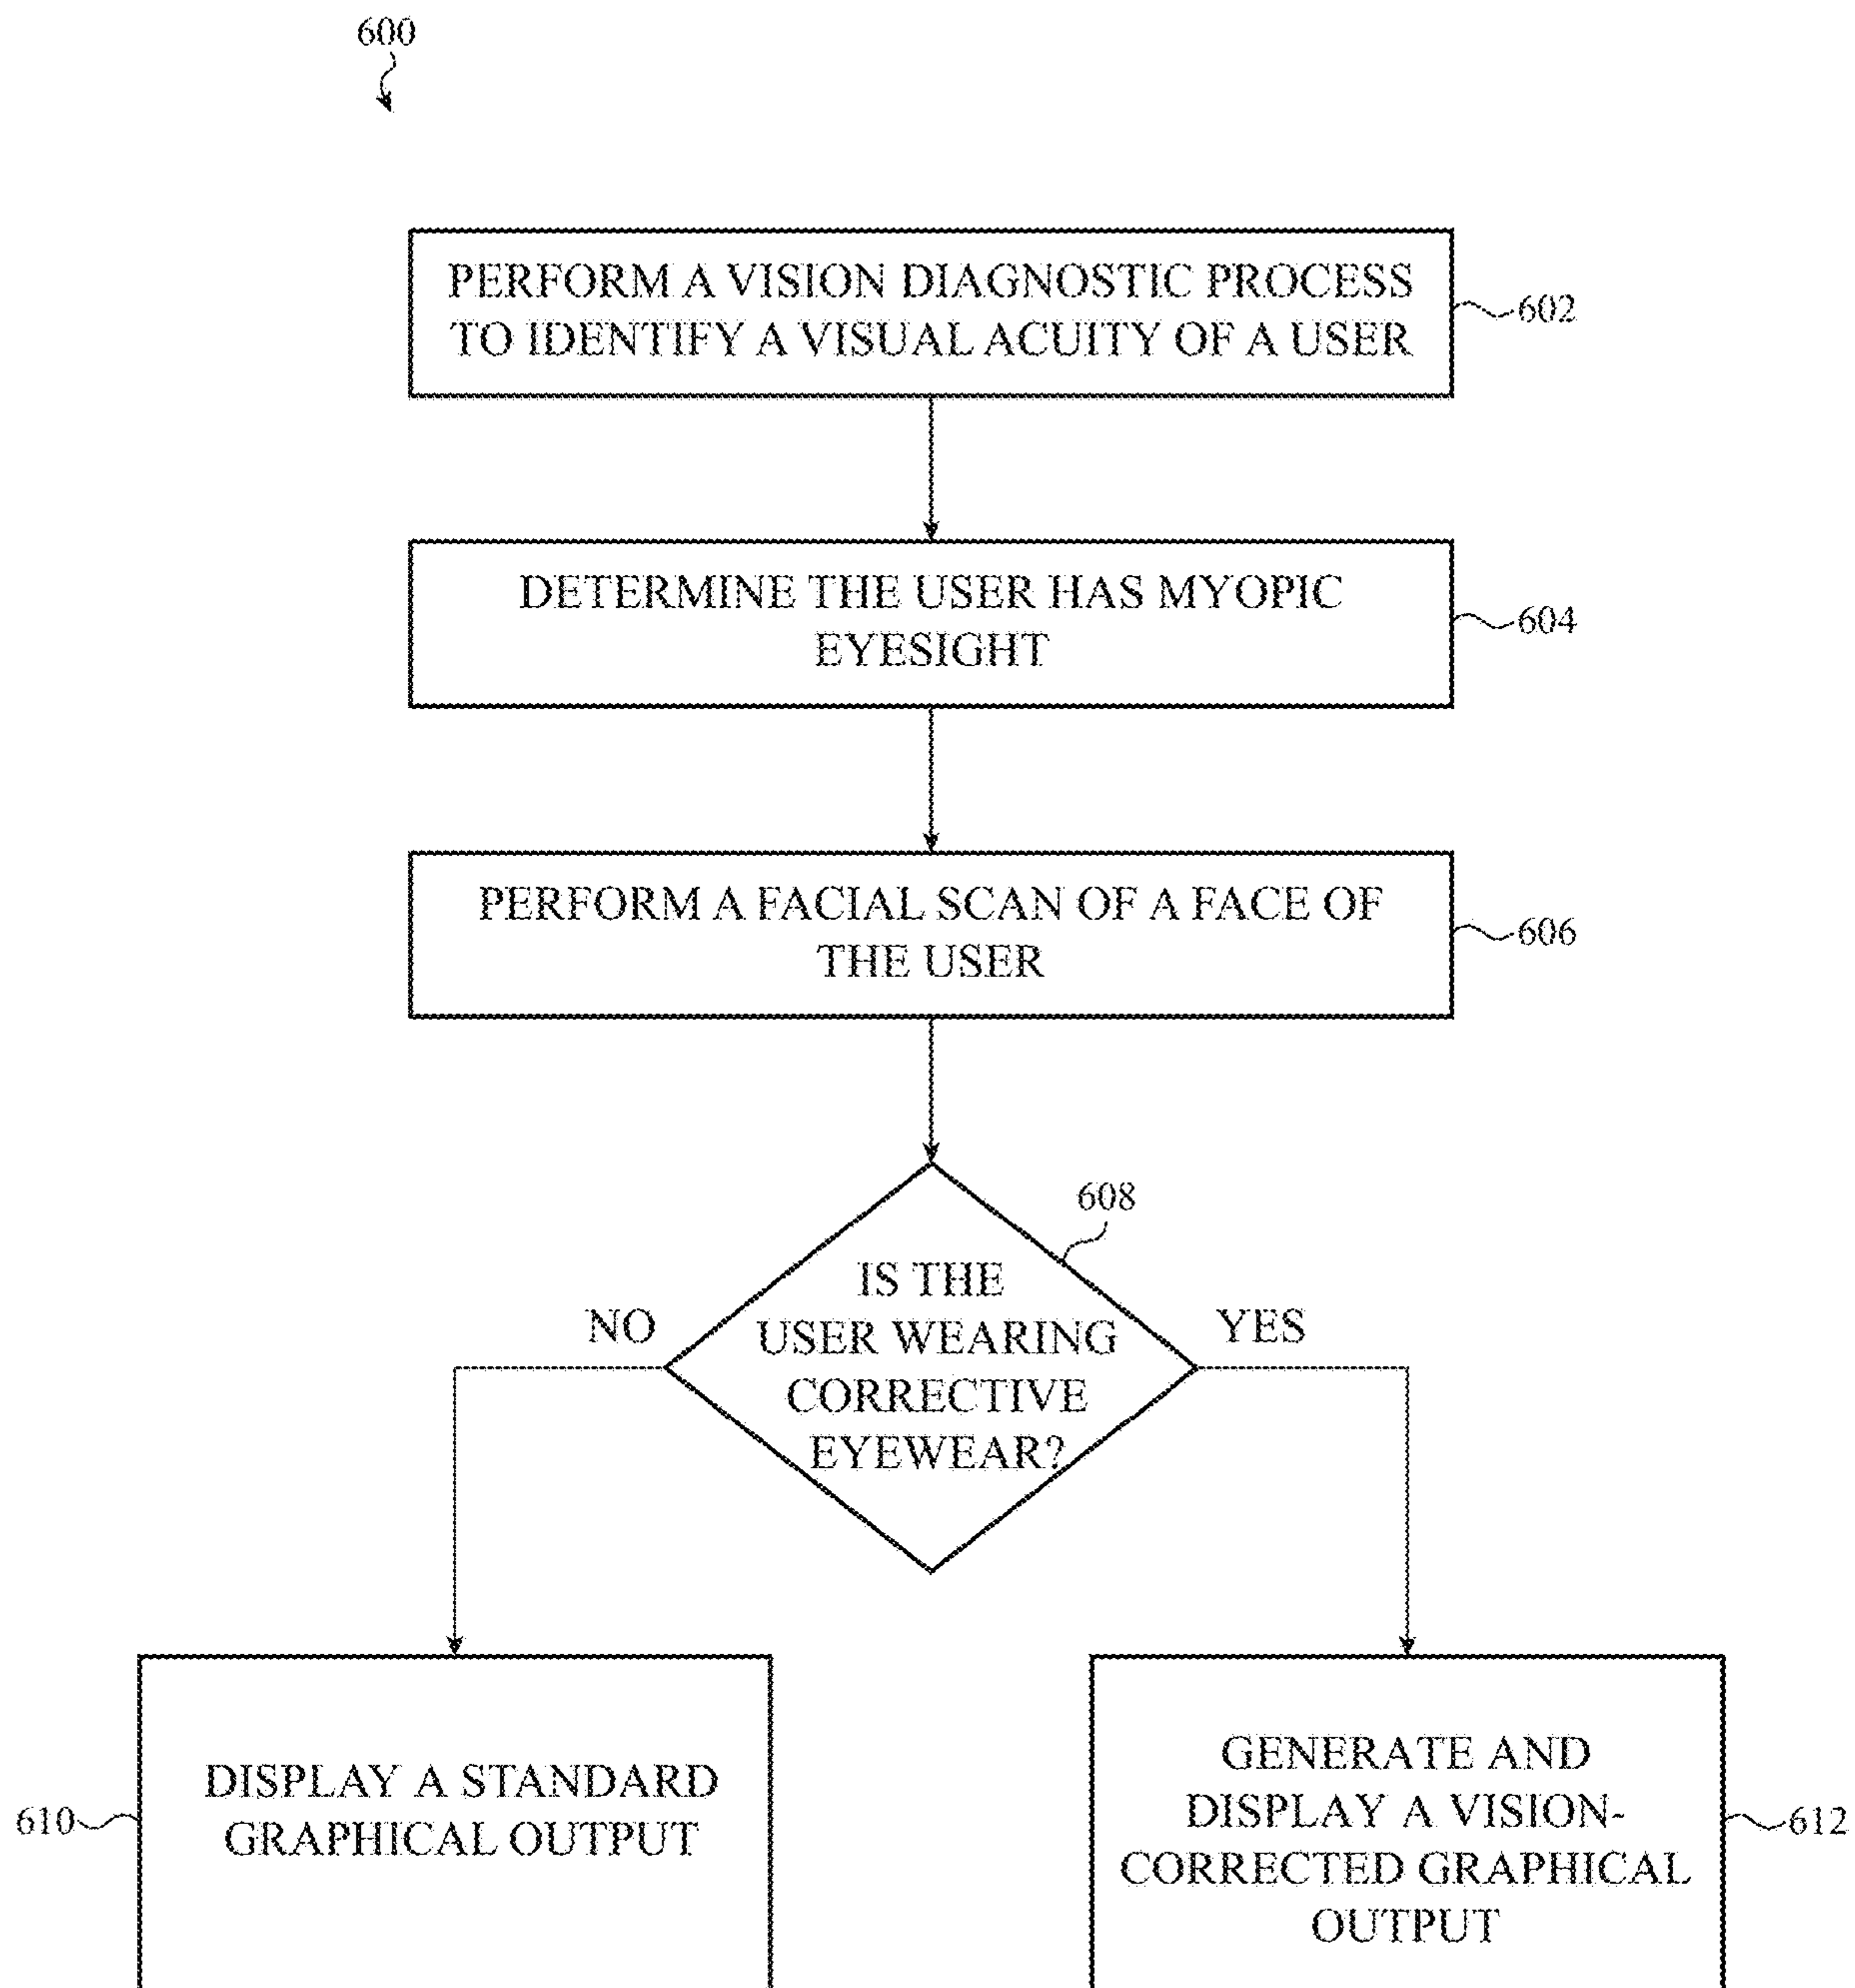 600
PERFORM A VISION DIAGNOSTIC PROCESS
TO IDENTIFY A VISUAL ACUITY OF A USER
602
DETERMINE THE USER HAS MYOPIC
EYESIGHT
604
PERFORM A FACIAL SCAN OF A FACE OF
THE USER
606
608
IS THE
USER WEARING
CORRECTIVE
EYEWEAR?
NO
YES
DISPLAY A STANDARD
GRAPHICAL OUTPUT
610
GENERATE AND
DISPLAY A VISION-
CORRECTED GRAPHICAL
OUTPUT
612